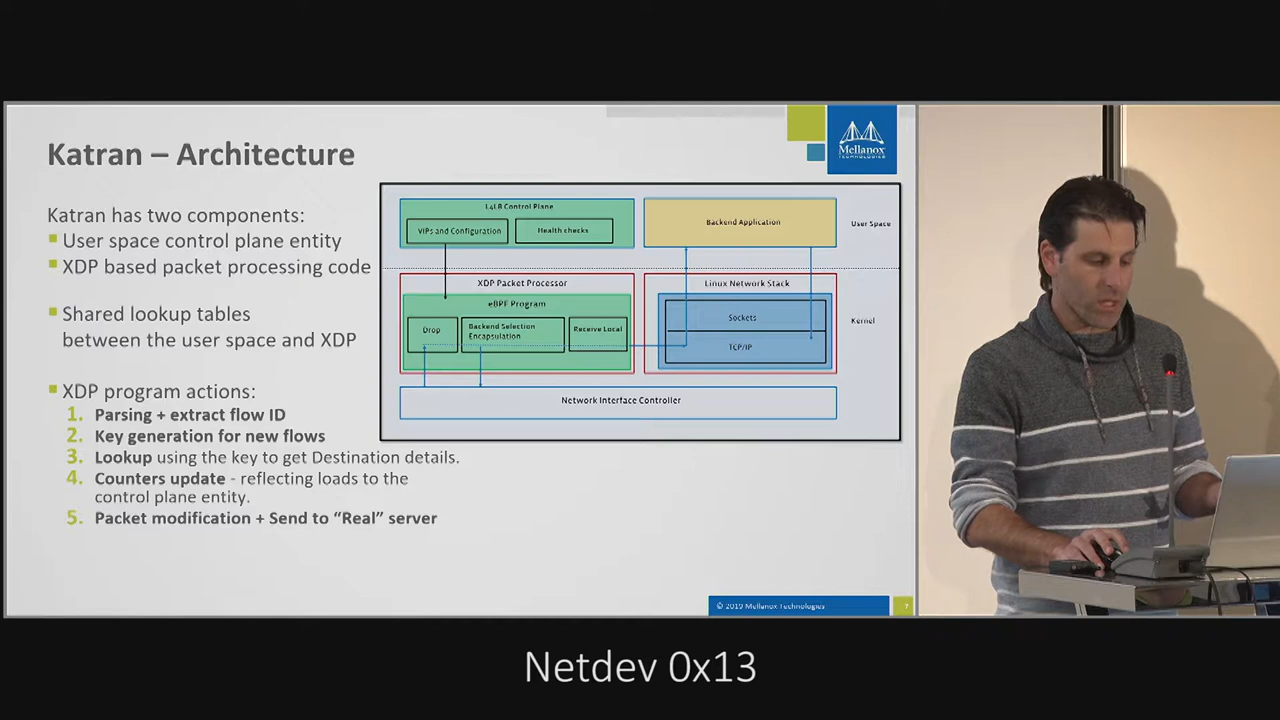 Katran – Architecture
Mellanox
TECHNOLOGIES
Katran has two components:
User space control plane entity
XDP based packet processing code
Shared lookup tables
between the user space and XDP
XDP program actions:
1. Parsing + extract flow ID
2. Key generation for new flows
3. Lookup using the key to get Destination details.
4. Counters update - reflecting loads to the
control plane entity.
5. Packet modification + Send to “Real” server
L4LB Control Plane
VIPs and Configuration
Health checks
Backend Application
User Space
XDP Packet Processor
eBPF Program
Drop
Backend Selection
Encapsulation
Receive Local
Linux Network Stack
Sockets
TCP/IP
Kernel
Network Interface Controller
© 2019 Mellanox Technologies
7
Netdev 0x13